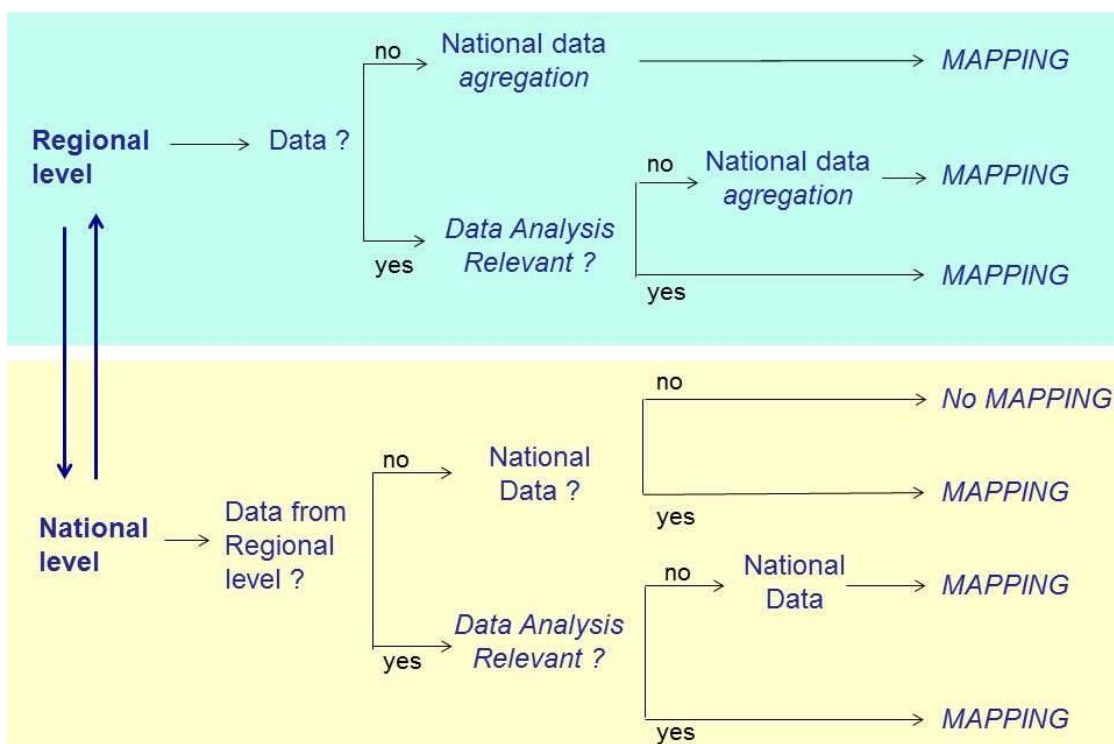 no
National data
agregation
MAPPING
Regional
level
Data ?
no
National data
agregation
MAPPING
yes
Data Analysis
Relevant ?
yes
MAPPING
no
No MAPPING
no
National
Data ?
yes
MAPPING
National
level
Data from
Regional
level ?
no
National
Data
MAPPING
yes
Data Analysis
Relevant ?
yes
MAPPING